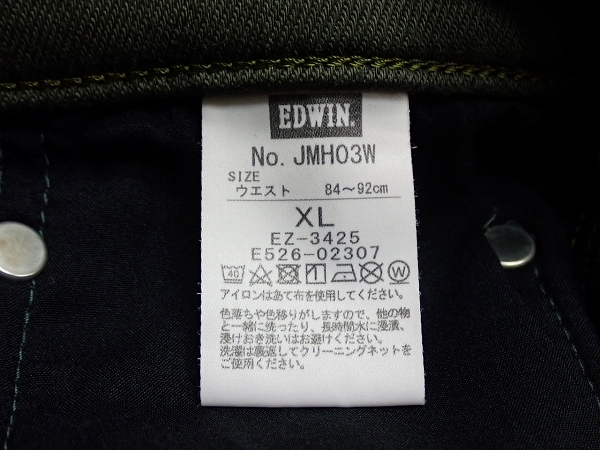 EDWIN.
No. JMH03W
SIZE
ウエスト 84～92cm
XL
EZ-3425
E526-02307
40 W
アイロンはあて布を使用してください。
色落ちや色移りがしますので、他の物
と一緒に洗ったり、長時間水に浸漬、
浸けおき洗いはお避けください。
洗濯は裏返してクリーニングネットを
ご使用ください。